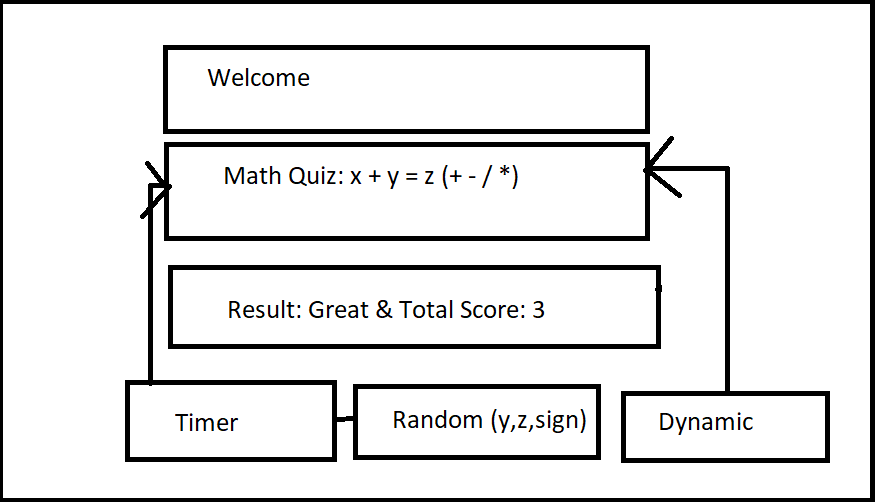 Welcome
Math Quiz: x + y = z (+ - / *)
Result: Great & Total Score: 3
Timer
Random (y,z,sign)
Dynamic